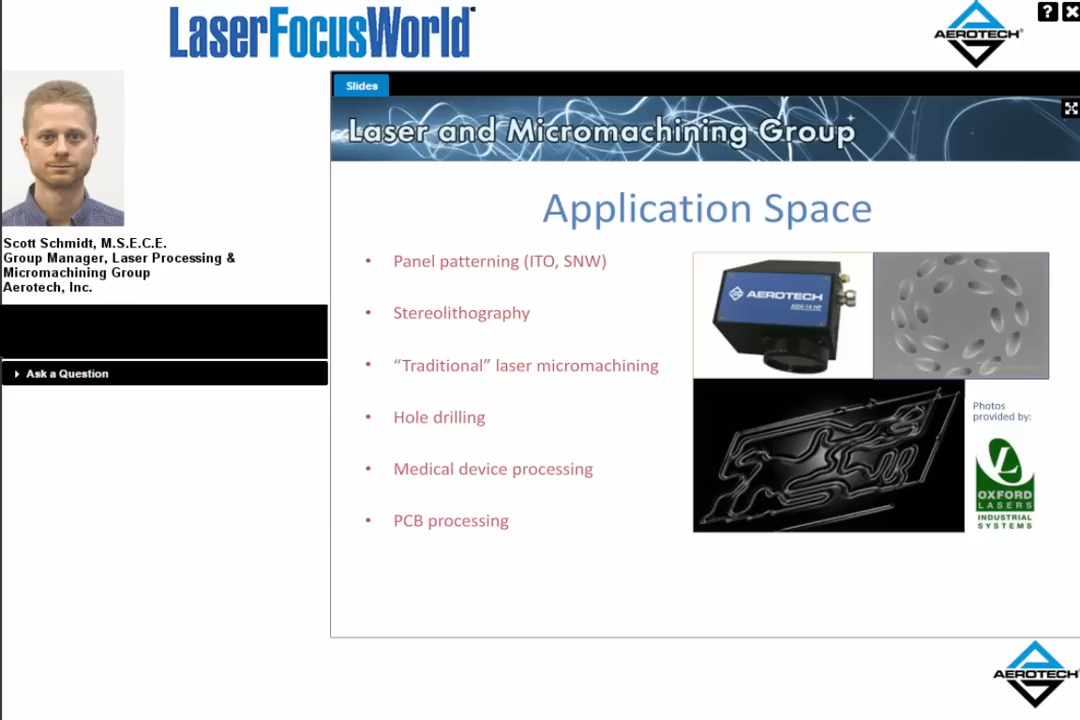 LaserFocusWorld
AEROTECH®
?
Scott Schmidt, M.S.E.C.E.
Group Manager, Laser Processing &
Micromachining Group
Aerotech, Inc.
Ask a Question
Slides
Laser and Micromachining Group
Application Space
• Panel patterning (ITO, SNW)
• Stereolithography
• “Traditional” laser micromachining
• Hole drilling
• Medical device processing
• PCB processing
AEROTECH
Photos
provided by:
OXFORD
LASERS
INDUSTRIAL
SYSTEMS
AEROTECH